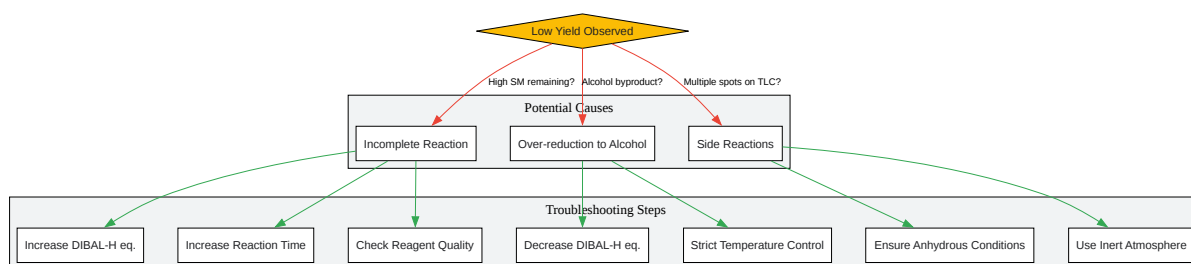 Low Yield Observed
High SM remaining?
Alcohol byproduct?
Multiple spots on TLC?
Potential Causes
Incomplete Reaction
Over-reduction to Alcohol
Side Reactions
Troubleshooting Steps
Increase DIBAL-H eq.
Increase Reaction Time
Check Reagent Quality
Decrease DIBAL-H eq.
Strict Temperature Control
Ensure Anhydrous Conditions
Use Inert Atmosphere